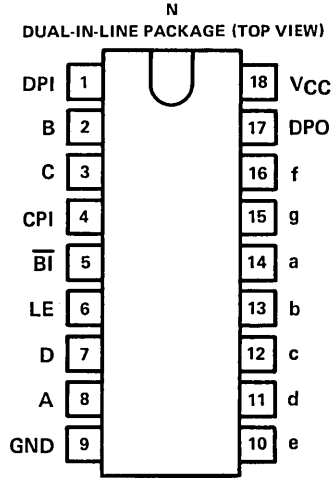 N
DUAL-IN-LINE PACKAGE (TOP VIEW)
DPI 1 18 VCC
B 2 17 DPO
C 3 16 f
CPI 4 15 g
B̅I̅ 5 14 a
LE 6 13 b
D 7 12 c
A 8 11 d
GND 9 10 e